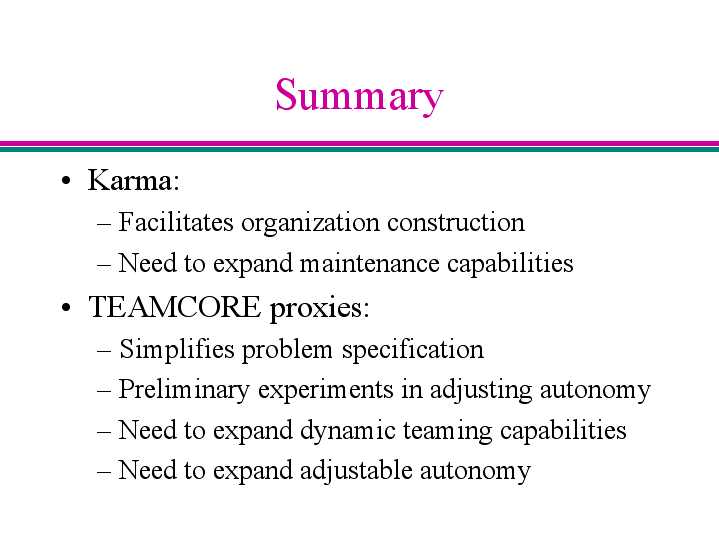 Summary
• Karma:
– Facilitates organization construction
– Need to expand maintenance capabilities
• TEAMCORE proxies:
– Simplifies problem specification
– Preliminary experiments in adjusting autonomy
– Need to expand dynamic teaming capabilities
– Need to expand adjustable autonomy